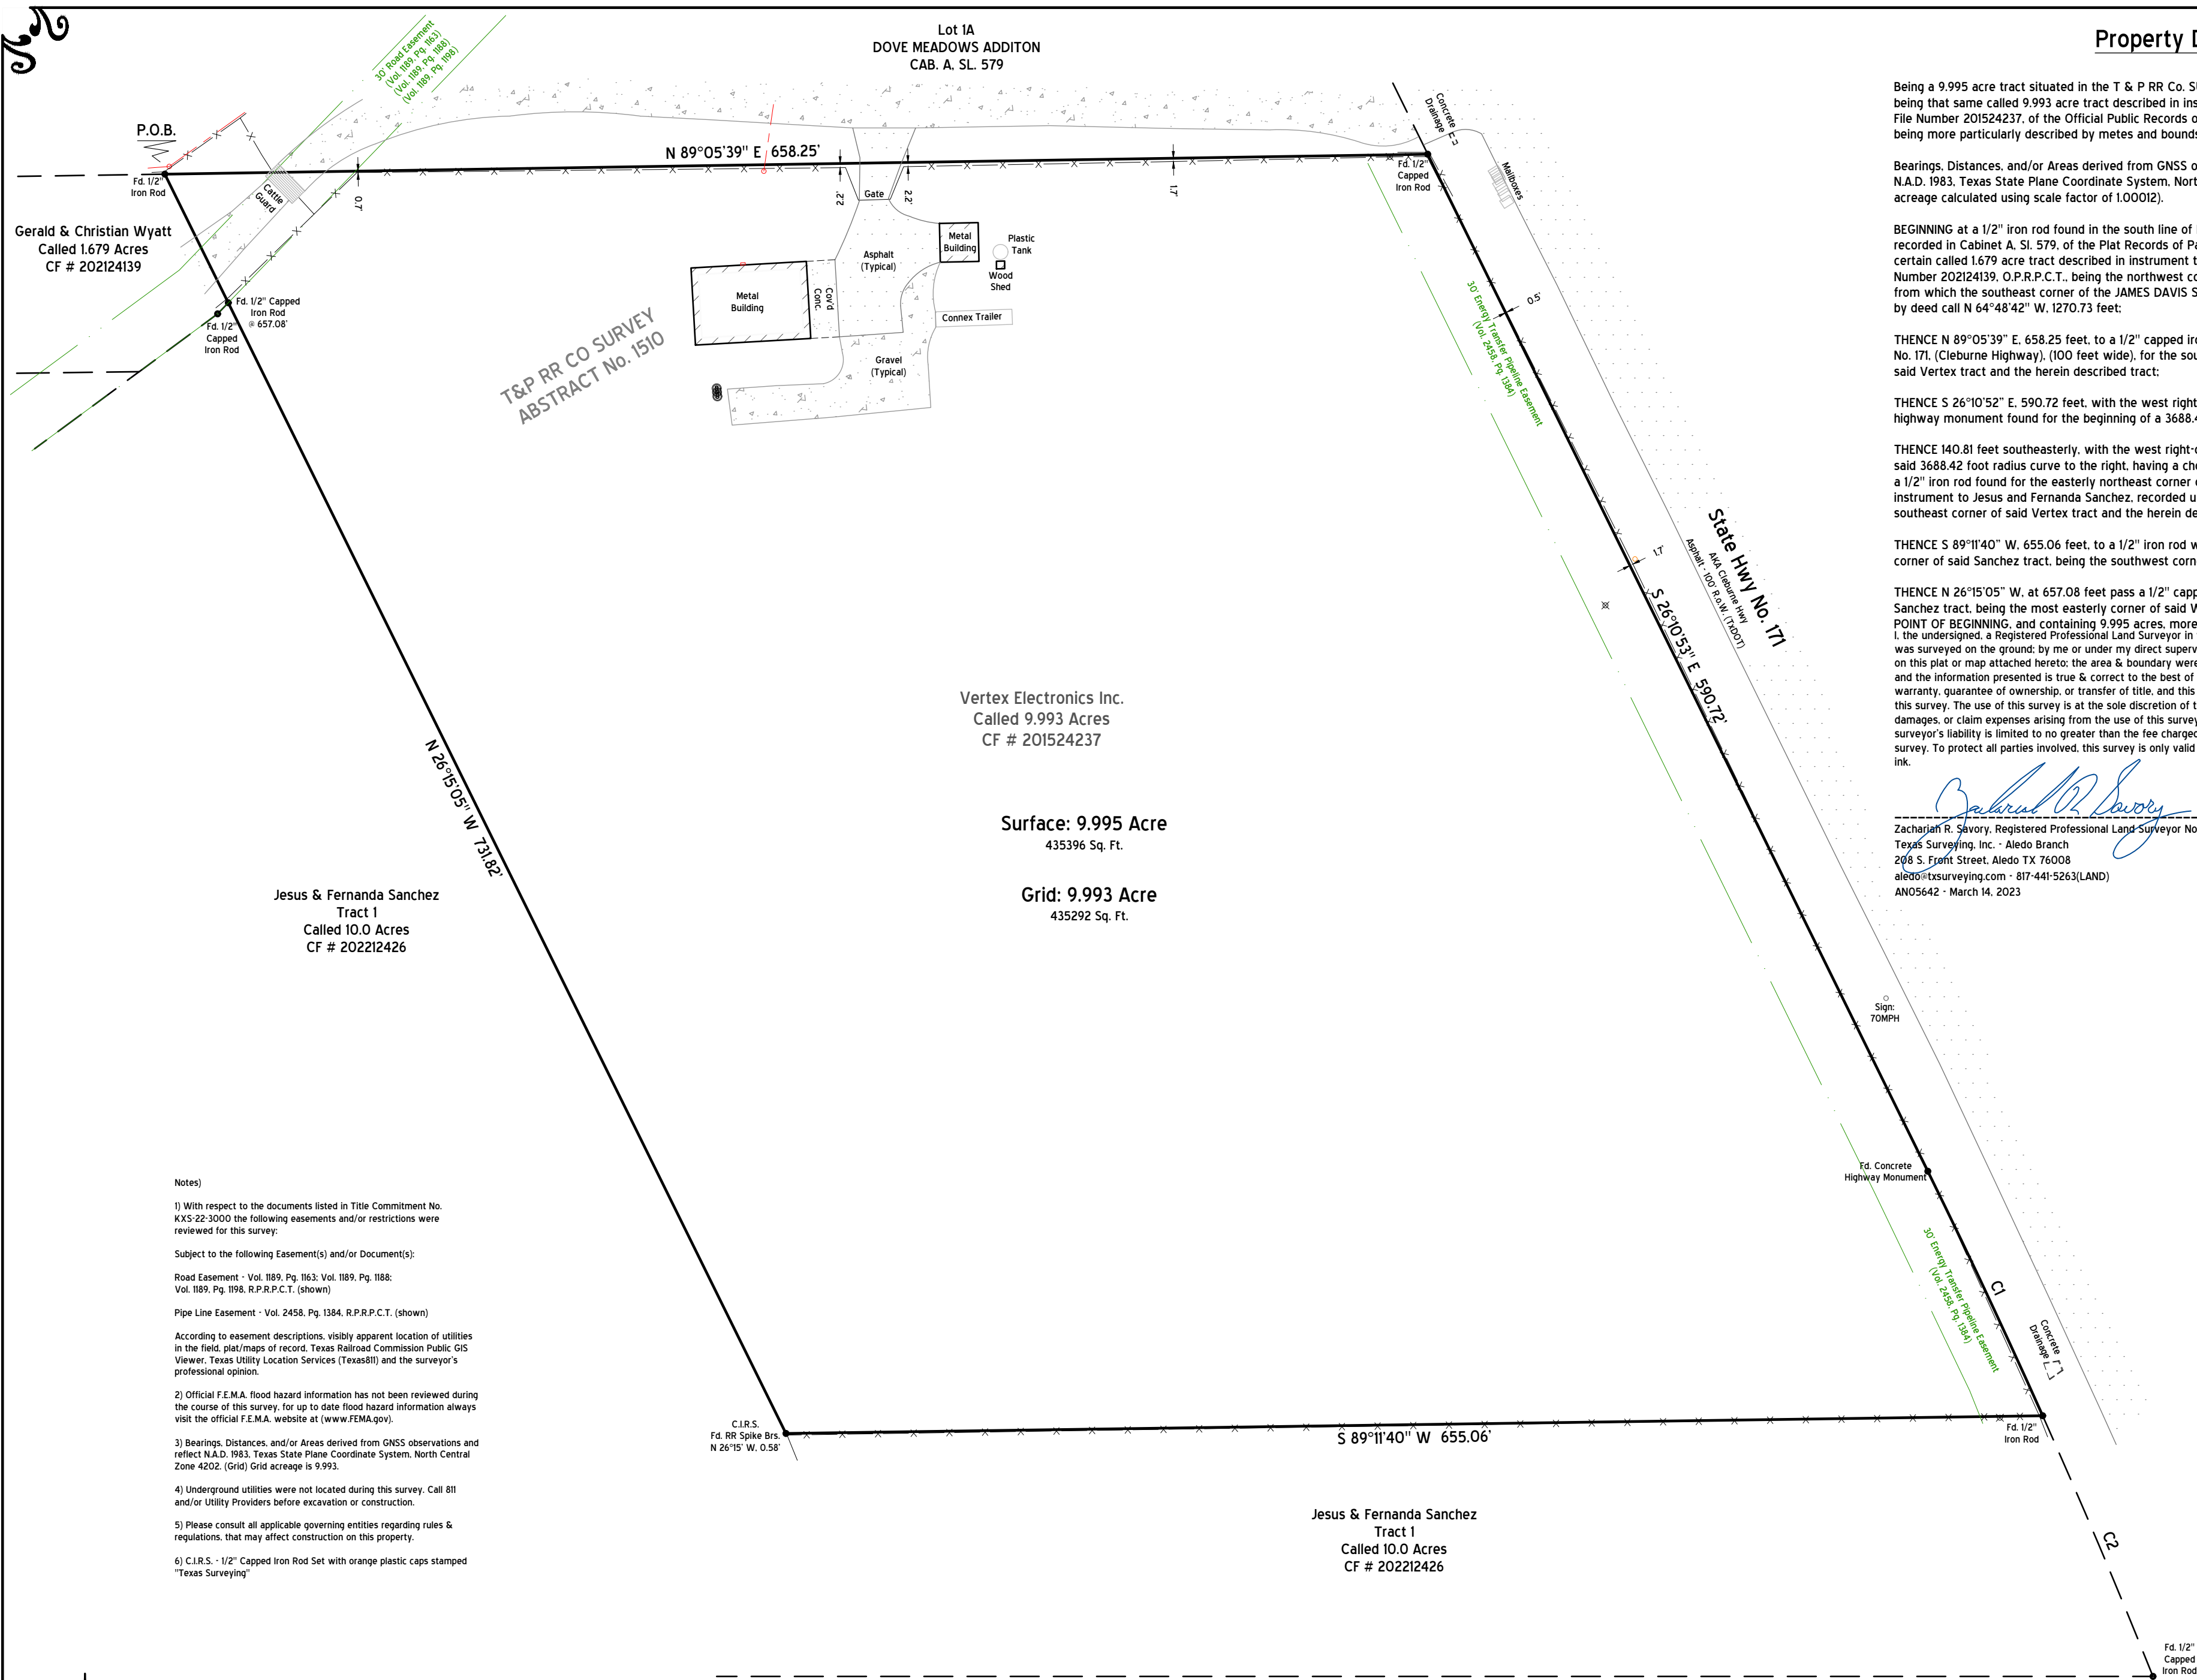 Lot 1A
DOVE MEADOWS ADDITON
CAB. A, SL. 579
30' Road Easement
(Vol. 1189, Pg. 1163)
(Vol. 1189, Pg. 1188)
(Vol. 1189, Pg. 1198)
P.O.B.
Fd. 1/2"
Iron Rod
Cattle
Guard
N 89°05'39" E 658.25'
0.7'
2.2'
2.2'
1.7'
Gate
Concrete
Drainage
Fd. 1/2"
Capped
Iron Rod
Mailboxes
Gerald & Christian Wyatt
Called 1.679 Acres
CF # 202124139
Fd. 1/2" Capped
Iron Rod
@ 657.08'
Fd. 1/2"
Capped
Iron Rod
Metal
Building
Cov'd
Conc.
Asphalt
(Typical)
Metal
Building
Plastic
Tank
Wood
Shed
Connex Trailer
Gravel
(Typical)
T&P RR CO SURVEY
ABSTRACT No. 1510
30' Energy Transfer Pipeline Easement
(Vol. 2458, Pg. 1384)
0.5'
1.7'
State Hwy No. 171
AKA Cleburne Hwy
Asphalt - 100' R.o.W. (TxDOT)
S 26°10'53" E 590.72'
Vertex Electronics Inc.
Called 9.993 Acres
CF # 201524237
Surface: 9.995 Acre
435396 Sq. Ft.
Grid: 9.993 Acre
435292 Sq. Ft.
N 26°15'05" W 731.82'
Jesus & Fernanda Sanchez
Tract 1
Called 10.0 Acres
CF # 202212426
Sign:
70MPH
Fd. Concrete
Highway Monument
30' Energy Transfer Pipeline Easement
(Vol. 2458, Pg. 1384)
C1
Concrete
Drainage
Fd. 1/2"
Iron Rod
C.I.R.S.
Fd. RR Spike Brs.
N 26°15' W, 0.58'
S 89°11'40" W 655.06'
Jesus & Fernanda Sanchez
Tract 1
Called 10.0 Acres
CF # 202212426
C2
Fd. 1/2"
Capped
Iron Rod
Notes)
1) With respect to the documents listed in Title Commitment No.
KXS-22-3000 the following easements and/or restrictions were
reviewed for this survey:
Subject to the following Easement(s) and/or Document(s):
Road Easement - Vol. 1189, Pg. 1163; Vol. 1189, Pg. 1188;
Vol. 1189, Pg. 1198, R.P.R.P.C.T. (shown)
Pipe Line Easement - Vol. 2458, Pg. 1384, R.P.R.P.C.T. (shown)
According to easement descriptions, visibly apparent location of utilities
in the field, plat/maps of record, Texas Railroad Commission Public GIS
Viewer, Texas Utility Location Services (Texas811) and the surveyor's
professional opinion.
2) Official F.E.M.A. flood hazard information has not been reviewed during
the course of this survey, for up to date flood hazard information always
visit the official F.E.M.A. website at (www.FEMA.gov).
3) Bearings, Distances, and/or Areas derived from GNSS observations and
reflect N.A.D. 1983, Texas State Plane Coordinate System, North Central
Zone 4202. (Grid) Grid acreage is 9.993.
4) Underground utilities were not located during this survey. Call 811
and/or Utility Providers before excavation or construction.
5) Please consult all applicable governing entities regarding rules &
regulations, that may affect construction on this property.
6) C.I.R.S. - 1/2" Capped Iron Rod Set with orange plastic caps stamped
"Texas Surveying"
Property D
Being a 9.995 acre tract situated in the T & P RR Co. SU
being that same called 9.993 acre tract described in ins
File Number 201524237, of the Official Public Records o
being more particularly described by metes and bounds
Bearings, Distances, and/or Areas derived from GNSS o
N.A.D. 1983, Texas State Plane Coordinate System, Nort
acreage calculated using scale factor of 1.00012).
BEGINNING at a 1/2" iron rod found in the south line of
recorded in Cabinet A, Sl. 579, of the Plat Records of Pa
certain called 1.679 acre tract described in instrument t
Number 202124139, O.P.R.P.C.T., being the northwest co
from which the southeast corner of the JAMES DAVIS S
by deed call N 64°48'42" W, 1270.73 feet;
THENCE N 89°05'39" E, 658.25 feet, to a 1/2" capped iro
No. 171, (Cleburne Highway), (100 feet wide), for the sou
said Vertex tract and the herein described tract;
THENCE S 26°10'52" E, 590.72 feet, with the west right
highway monument found for the beginning of a 3688.4
THENCE 140.81 feet southeasterly, with the west right-o
said 3688.42 foot radius curve to the right, having a cho
a 1/2" iron rod found for the easterly northeast corner o
instrument to Jesus and Fernanda Sanchez, recorded u
southeast corner of said Vertex tract and the herein de
THENCE S 89°11'40" W, 655.06 feet, to a 1/2" iron rod w
corner of said Sanchez tract, being the southwest corn
THENCE N 26°15'05" W, at 657.08 feet pass a 1/2" capp
Sanchez tract, being the most easterly corner of said W
POINT OF BEGINNING, and containing 9.995 acres, more
I, the undersigned, a Registered Professional Land Surveyor in
was surveyed on the ground; by me or under my direct superv
on this plat or map attached hereto; the area & boundary were
and the information presented is true & correct to the best of
warranty, guarantee of ownership, or transfer of title, and this
this survey. The use of this survey is at the sole discretion of t
damages, or claim expenses arising from the use of this survey
surveyor's liability is limited to no greater than the fee charged
survey. To protect all parties involved, this survey is only valid
ink.
Zachariah R. Savory
Zachariah R. Savory, Registered Professional Land Surveyor No
Texas Surveying, Inc. - Aledo Branch
208 S. Front Street, Aledo TX 76008
aledo@txsurveying.com - 817-441-5263(LAND)
AN05642 - March 14, 2023